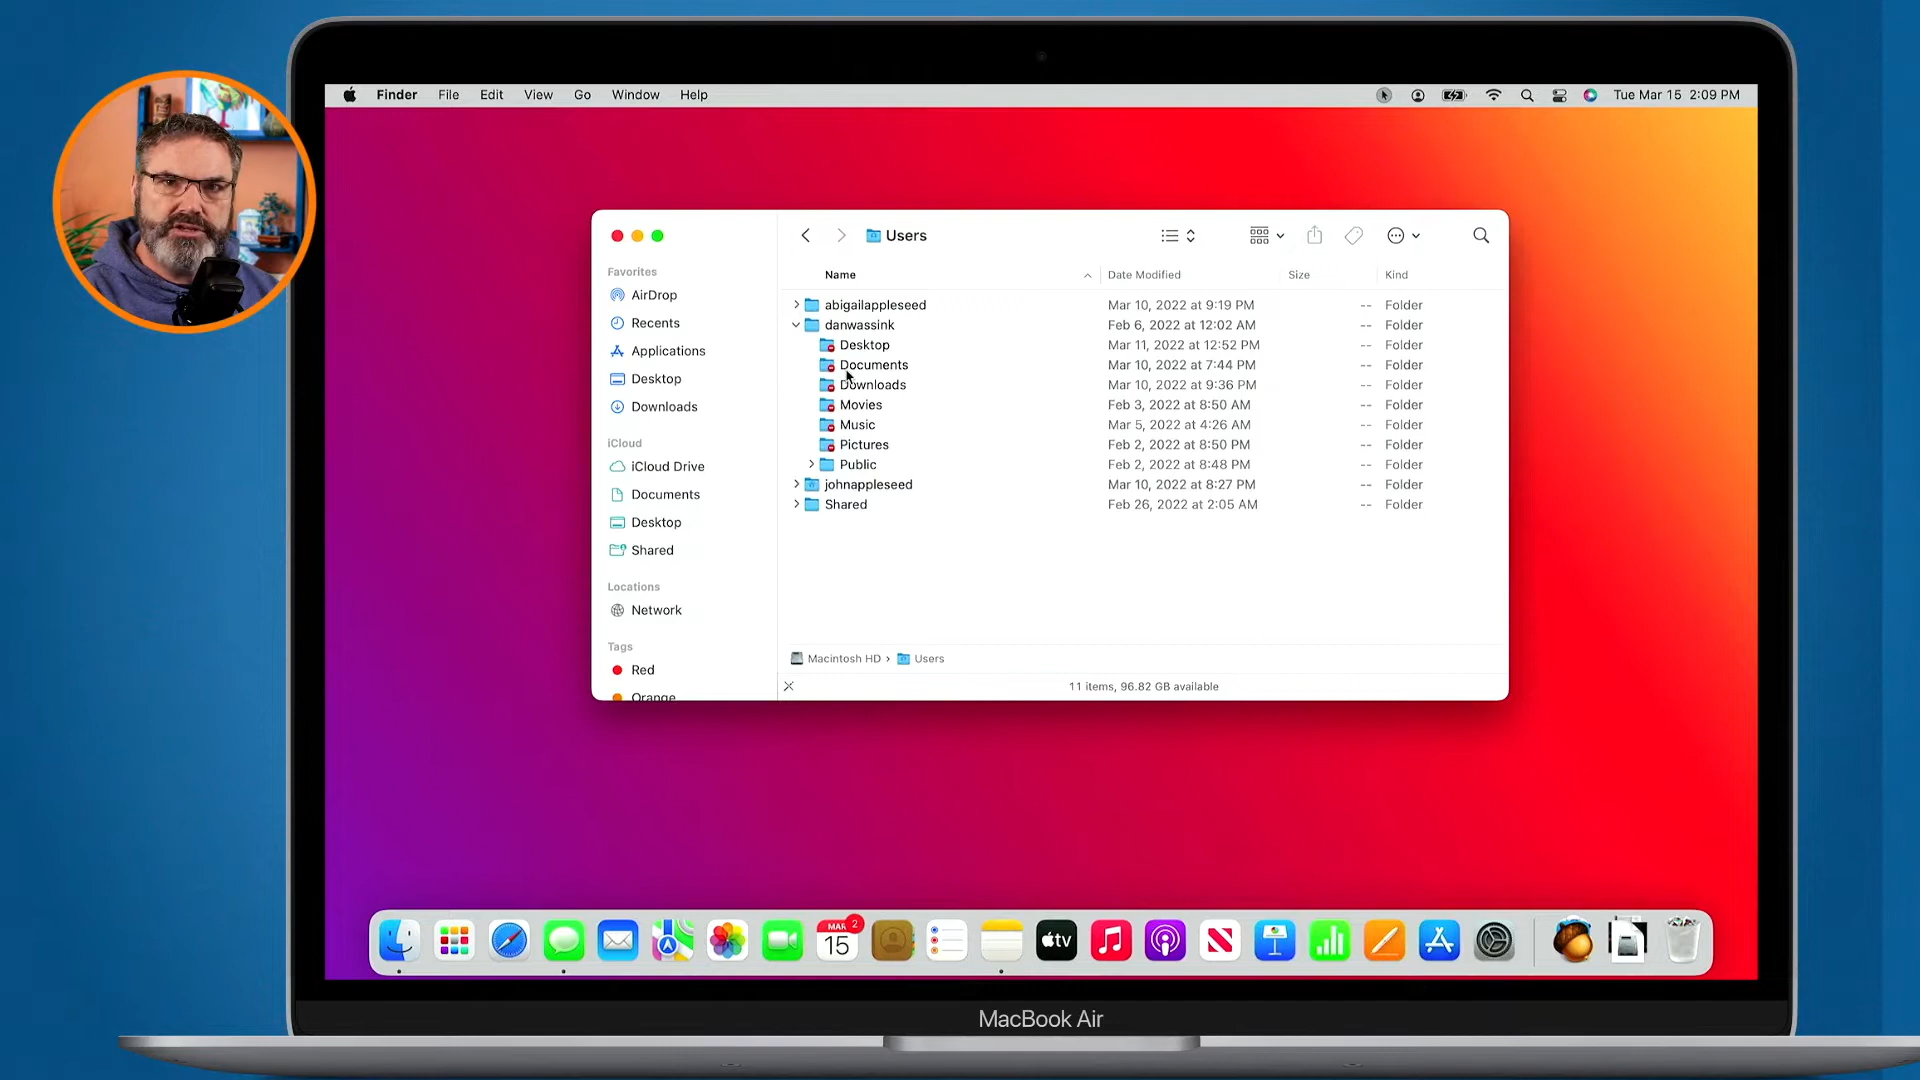 Finder File Edit View Go Window Help Tue Mar 15 2:09 PM
Users
Favorites
AirDrop
Recents
Applications
Desktop
Downloads
iCloud
iCloud Drive
Documents
Desktop
Shared
Locations
Network
Tags
Red
Orange
Name Date Modified Size Kind
abigailappleseed Mar 10, 2022 at 9:19 PM -- Folder
danwassink Feb 6, 2022 at 12:02 AM -- Folder
Desktop Mar 11, 2022 at 12:52 PM -- Folder
Documents Mar 10, 2022 at 7:44 PM -- Folder
Downloads Mar 10, 2022 at 9:36 PM -- Folder
Movies Feb 3, 2022 at 8:50 AM -- Folder
Music Mar 5, 2022 at 4:26 AM -- Folder
Pictures Feb 2, 2022 at 8:50 PM -- Folder
Public Feb 2, 2022 at 8:48 PM -- Folder
johnappleseed Mar 10, 2022 at 8:27 PM -- Folder
Shared Feb 26, 2022 at 2:05 AM -- Folder
Macintosh HD › Users
11 items, 96.82 GB available
MAR 2
15
tv
MacBook Air